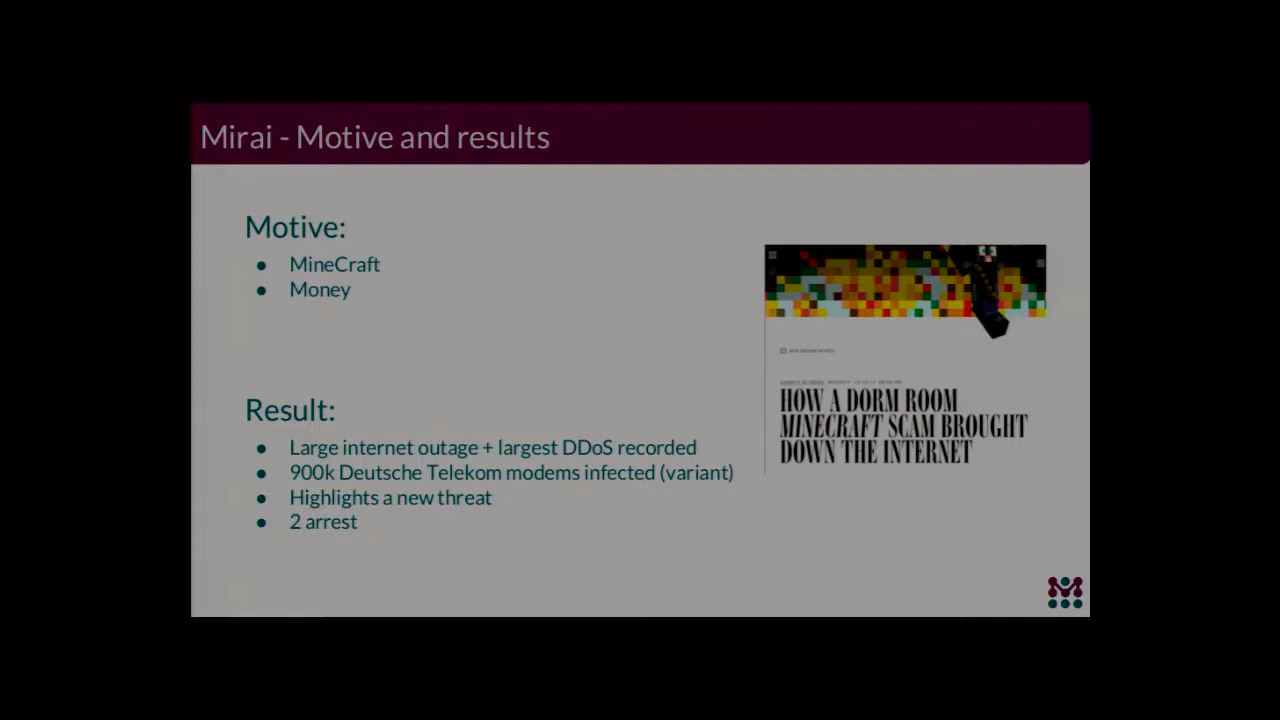 Mirai - Motive and results
Motive:
● MineCraft
● Money
Result:
● Large internet outage + largest DDoS recorded
● 900k Deutsche Telekom modems infected (variant)
● Highlights a new threat
● 2 arrest
HOW A DORM ROOM
MINECRAFT SCAM BROUGHT
DOWN THE INTERNET